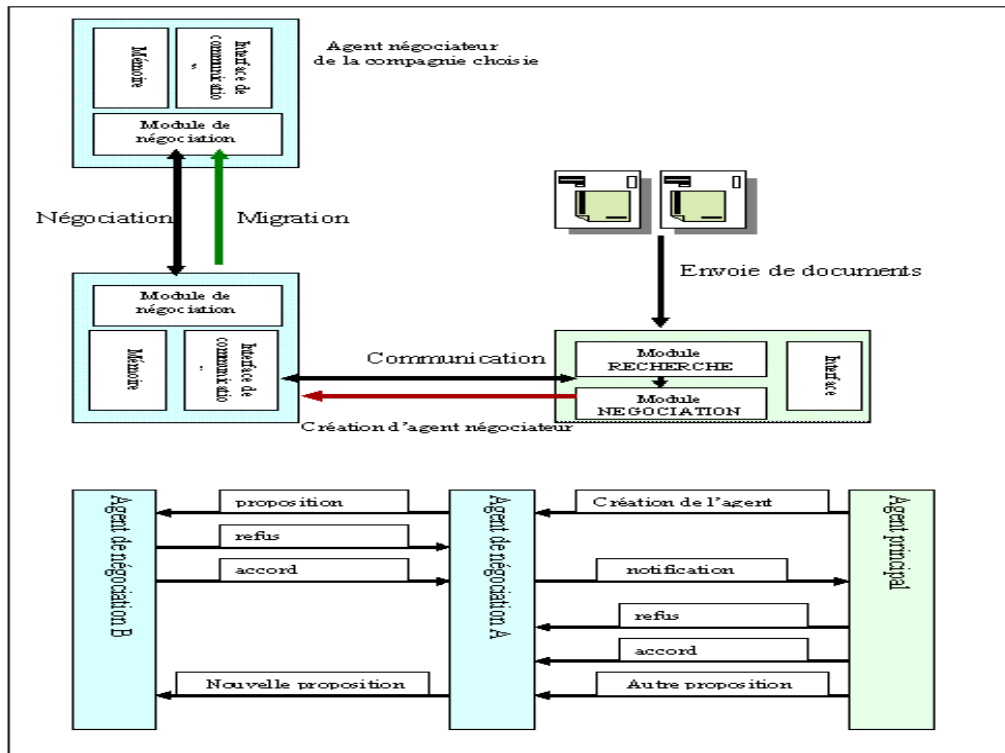 Mémoire
Interface de
communicatio
Agent négociateur
de la compagnie choisie
Module de
négociation
Négociation
Migration
Envoie de documents
Module de
négociation
Mémoire
Interface de
communicatio
Communication
Module
RECHERCHE
Module
NEGOCIATION
Interface
Création d'agent négociateur
Agent de négociation B
proposition
refus
accord
Nouvelle proposition
Agent de négociation A
Création de l'agent
notification
refus
accord
Autre proposition
Agent principal